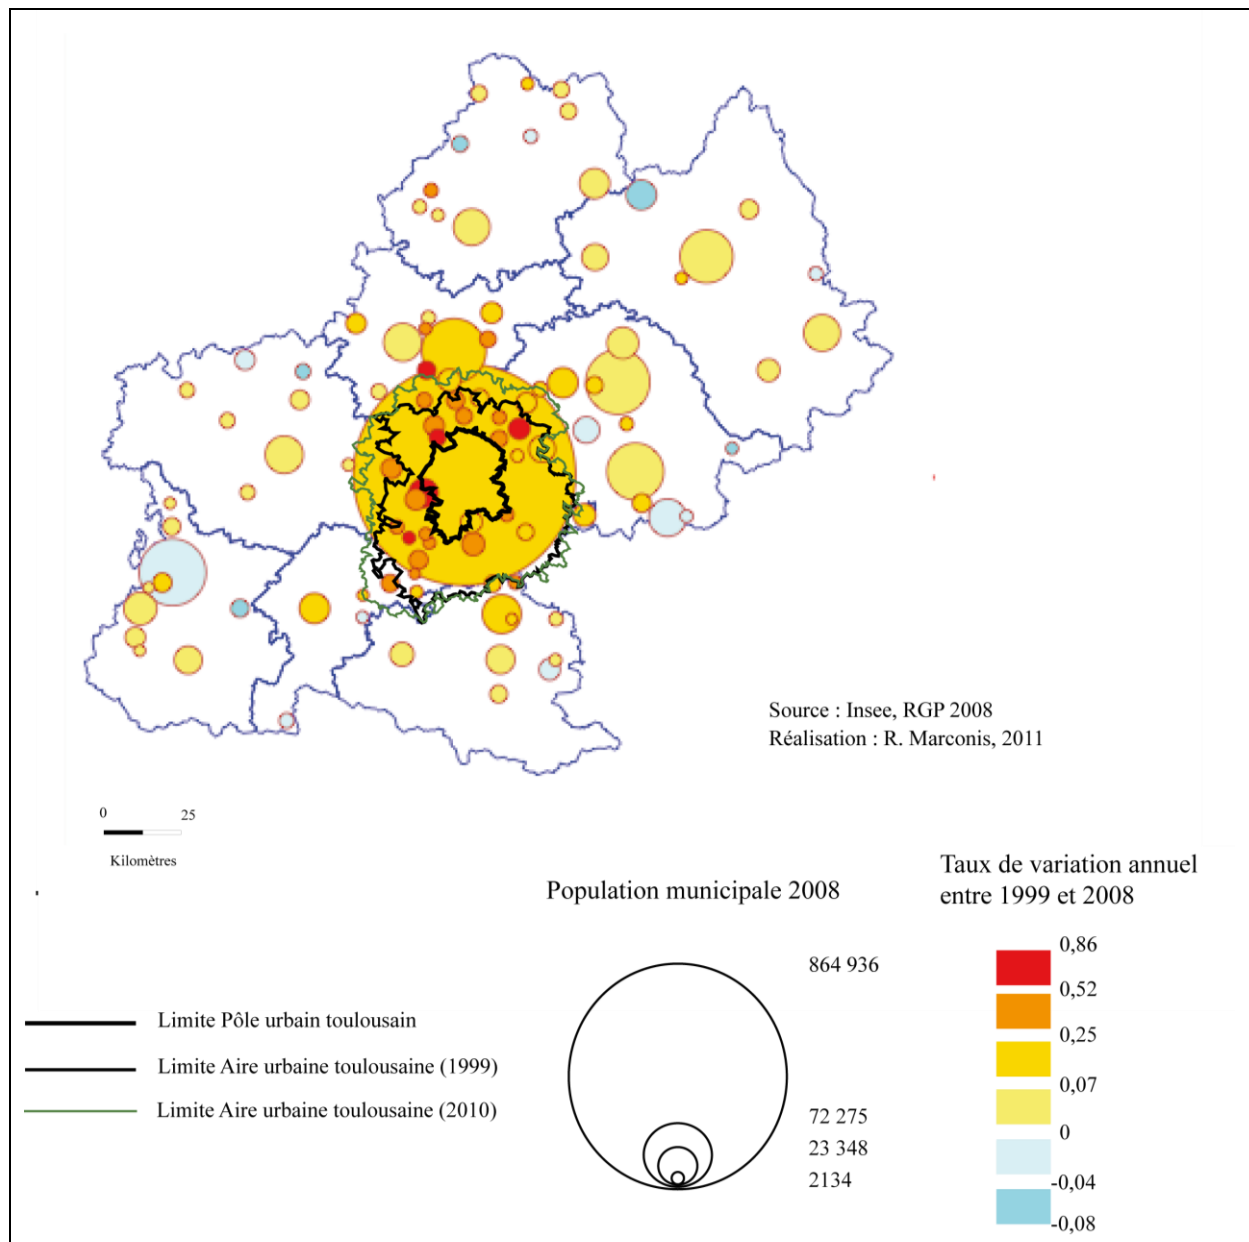 Source : Insee, RGP 2008
Réalisation : R. Marconis, 2011
0 25
Kilomètres
Population municipale 2008
864 936
72 275
23 348
2134
Taux de variation annuel
entre 1999 et 2008
0,86
0,52
0,25
0,07
0
-0,04
-0,08
Limite Pôle urbain toulousain
Limite Aire urbaine toulousaine (1999)
Limite Aire urbaine toulousaine (2010)